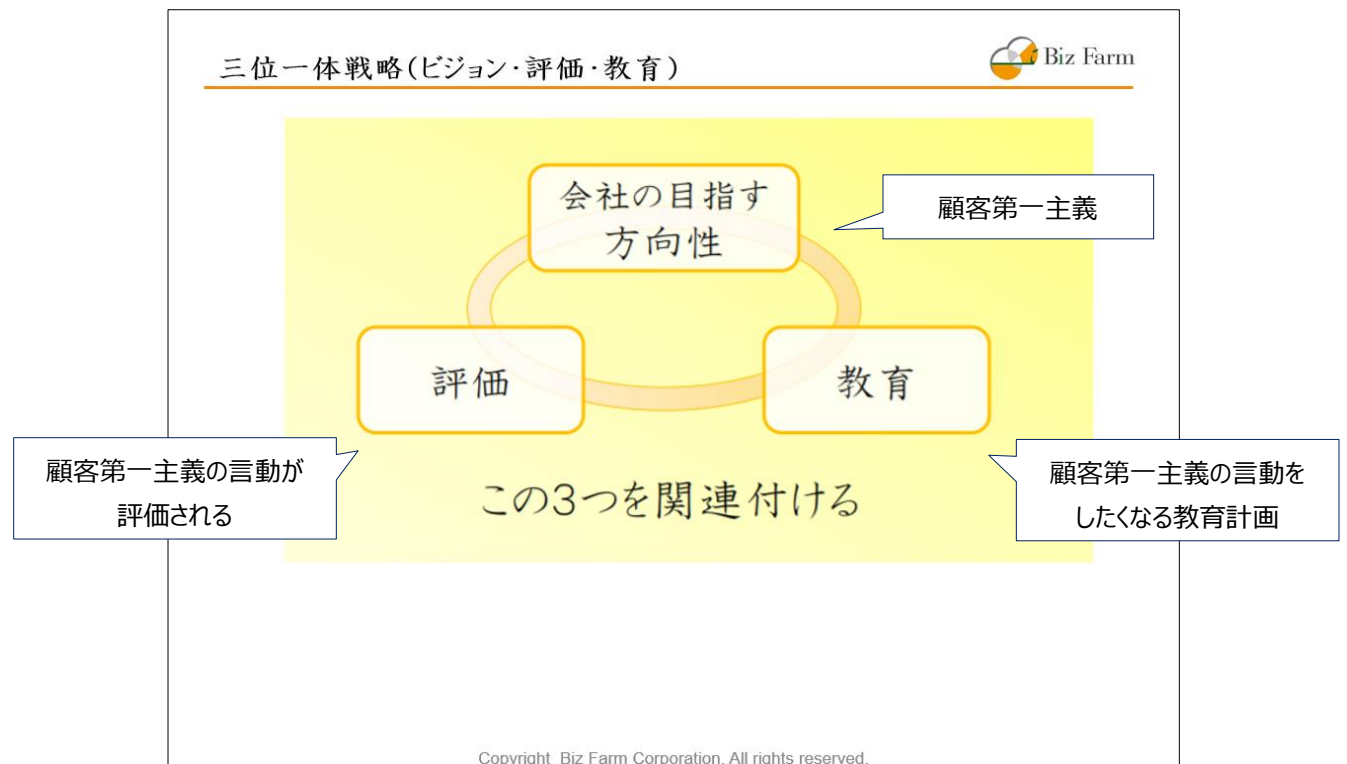 三位一体戦略(ビジョン・評価・教育)
Biz Farm
会社の目指す
方向性
顧客第一主義
評価
教育
顧客第一主義の言動が
評価される
顧客第一主義の言動を
したくなる教育計画
この3つを関連付ける
Copyright Biz Farm Corporation. All rights reserved.